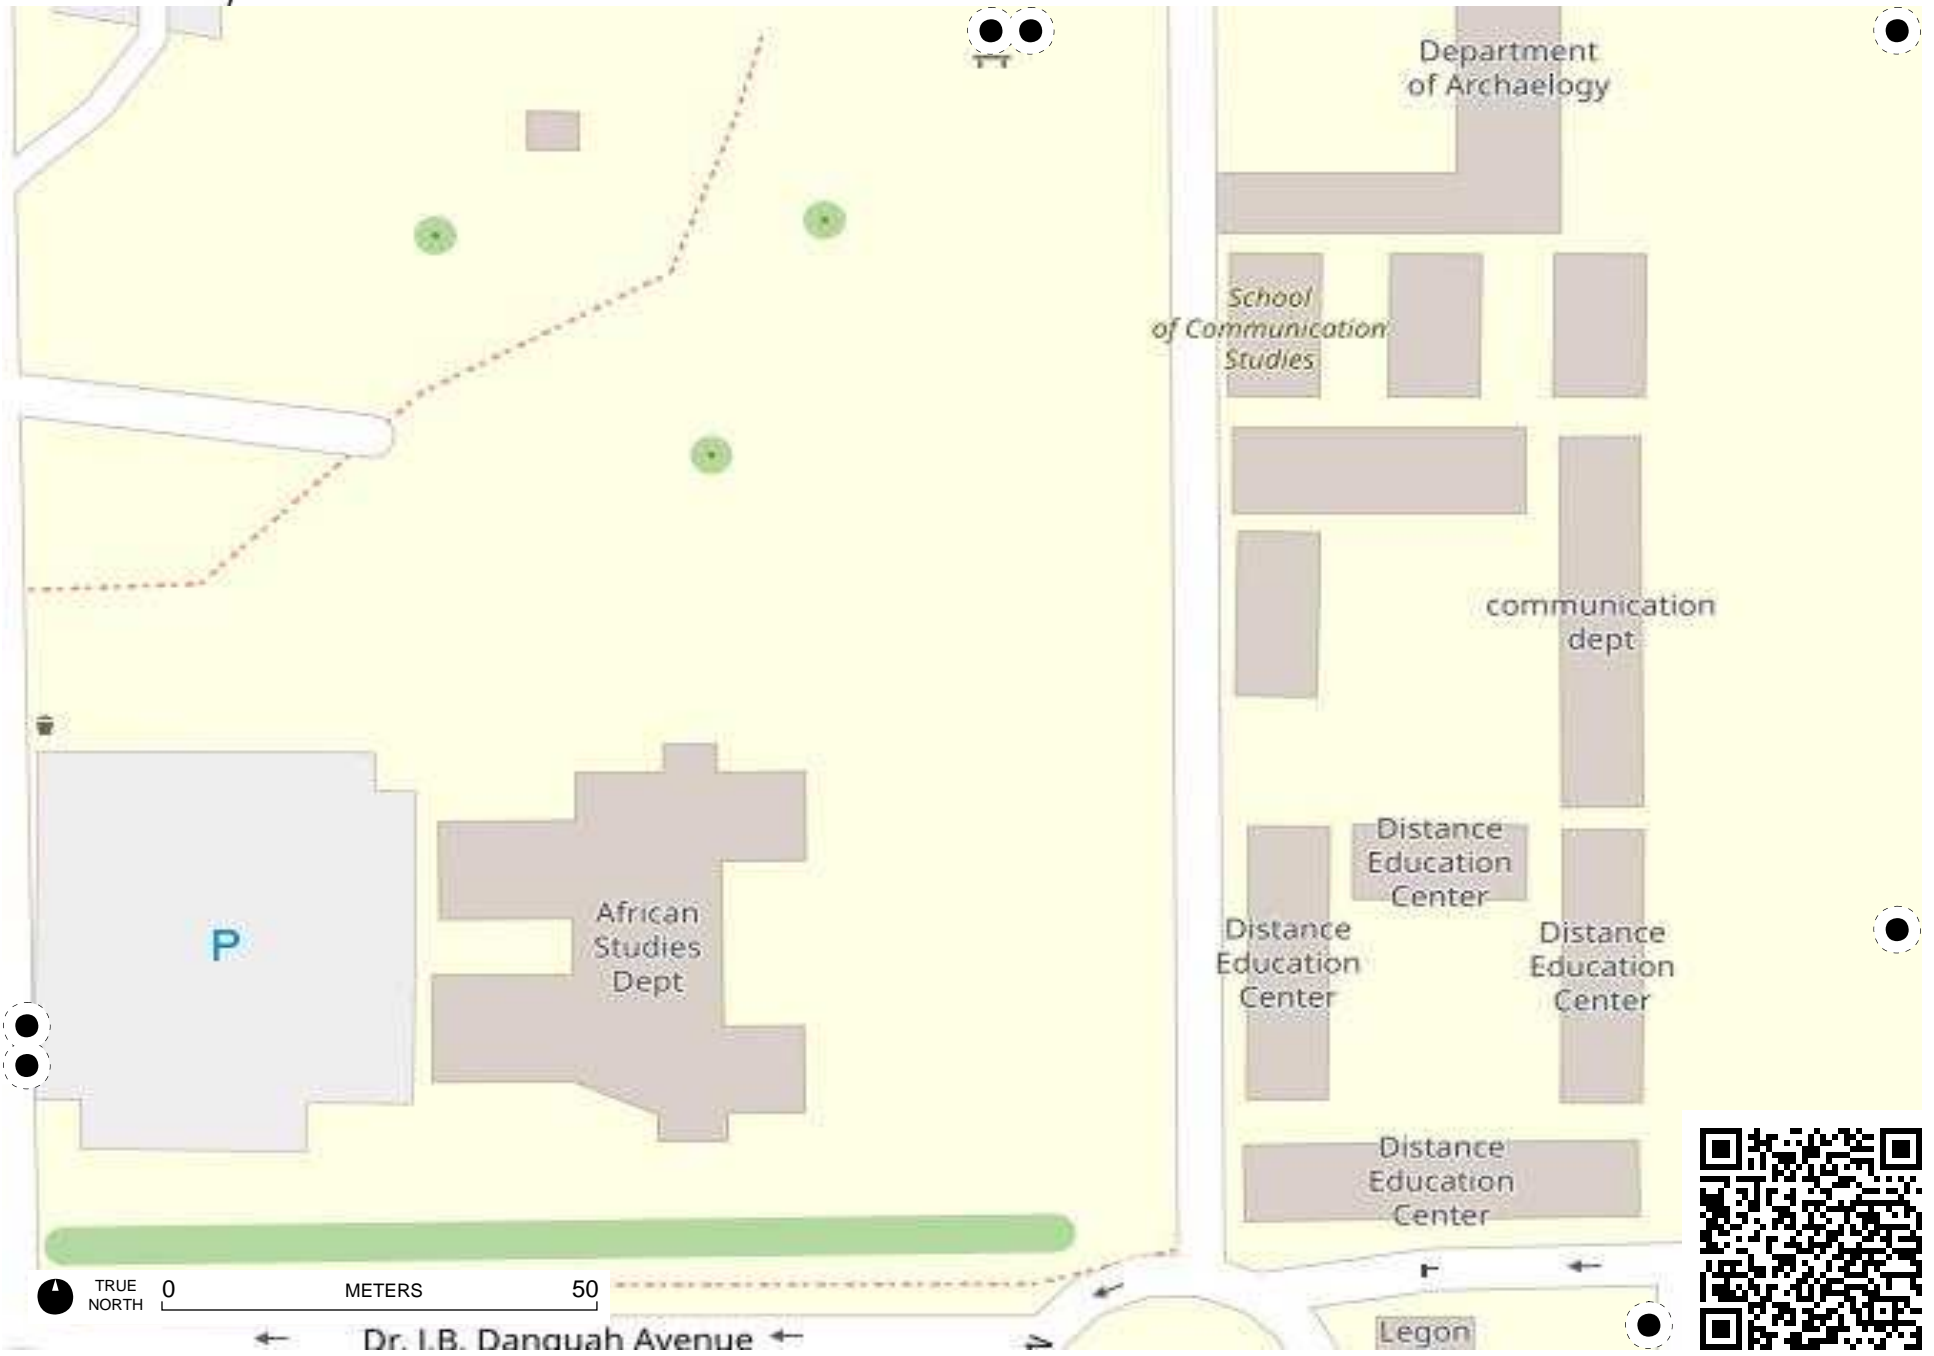 Department
of Archaelogy
School
of Communication
Studies
communication
dept
Distance
Education
Center
African
Studies
Dept
P
Distance
Education
Center
Distance
Education
Center
Distance
Education
Center
TRUE
NORTH
0
METERS
50
Dr. J.B. Danquah Avenue
Legon